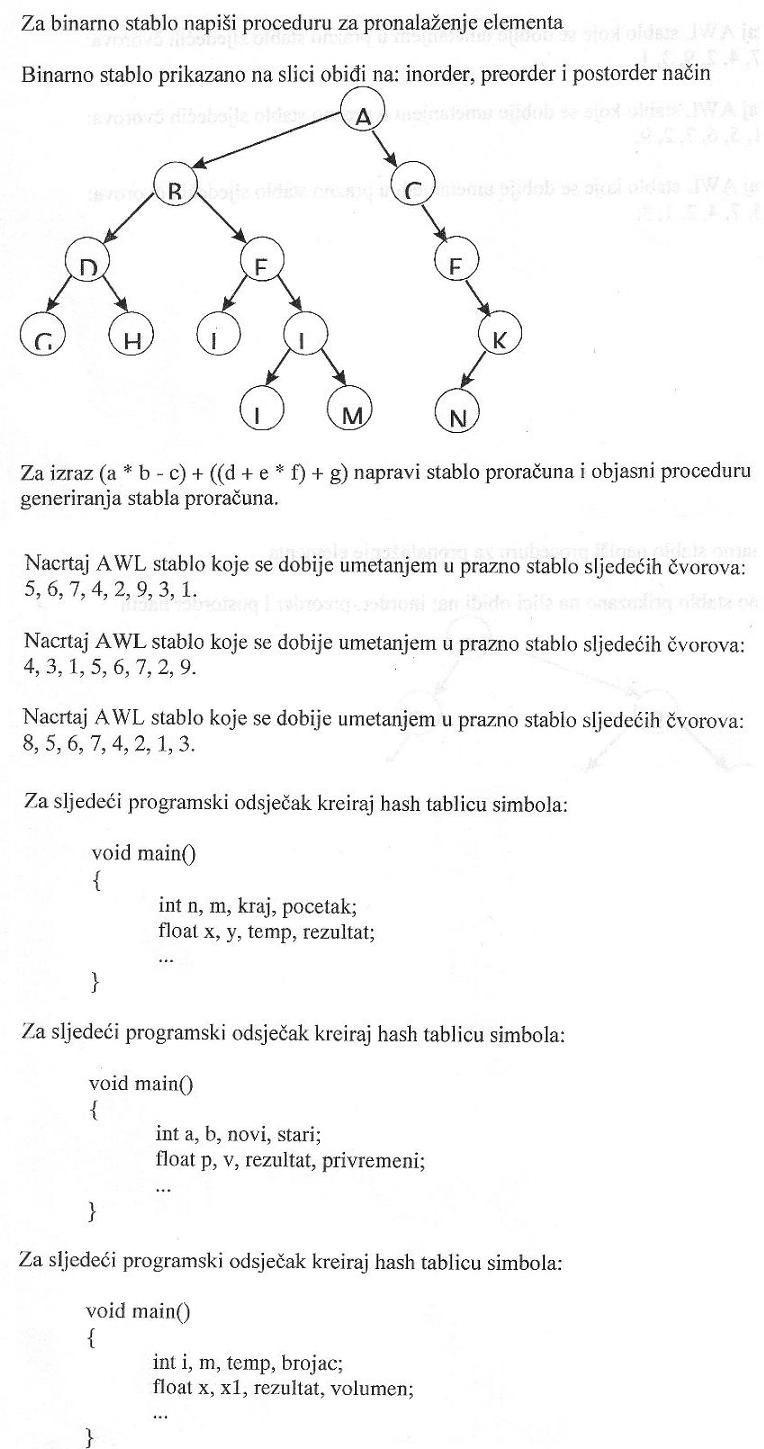 Za binarno stablo napiši proceduru za pronalaženje elementa
Binarno stablo prikazano na slici obiđi na: inorder, preorder i postorder način
A
B C
D F F
G H I I K
I M N
Za izraz (a * b - c) + ((d + e * f) + g) napravi stablo proračuna i objasni proceduru
generiranja stabla proračuna.
Nacrtaj AWL stablo koje se dobije umetanjem u prazno stablo sljedećih čvorova:
5, 6, 7, 4, 2, 9, 3, 1.
Nacrtaj AWL stablo koje se dobije umetanjem u prazno stablo sljedećih čvorova:
4, 3, 1, 5, 6, 7, 2, 9.
Nacrtaj AWL stablo koje se dobije umetanjem u prazno stablo sljedećih čvorova:
8, 5, 6, 7, 4, 2, 1, 3.
Za sljedeći programski odsječak kreiraj hash tablicu simbola:
void main()
{
int n, m, kraj, pocetak;
float x, y, temp, rezultat;
...
}
Za sljedeći programski odsječak kreiraj hash tablicu simbola:
void main()
{
int a, b, novi, stari;
float p, v, rezultat, privremeni;
...
}
Za sljedeći programski odsječak kreiraj hash tablicu simbola:
void main()
{
int i, m, temp, brojac;
float x, x1, rezultat, volumen;
...
}